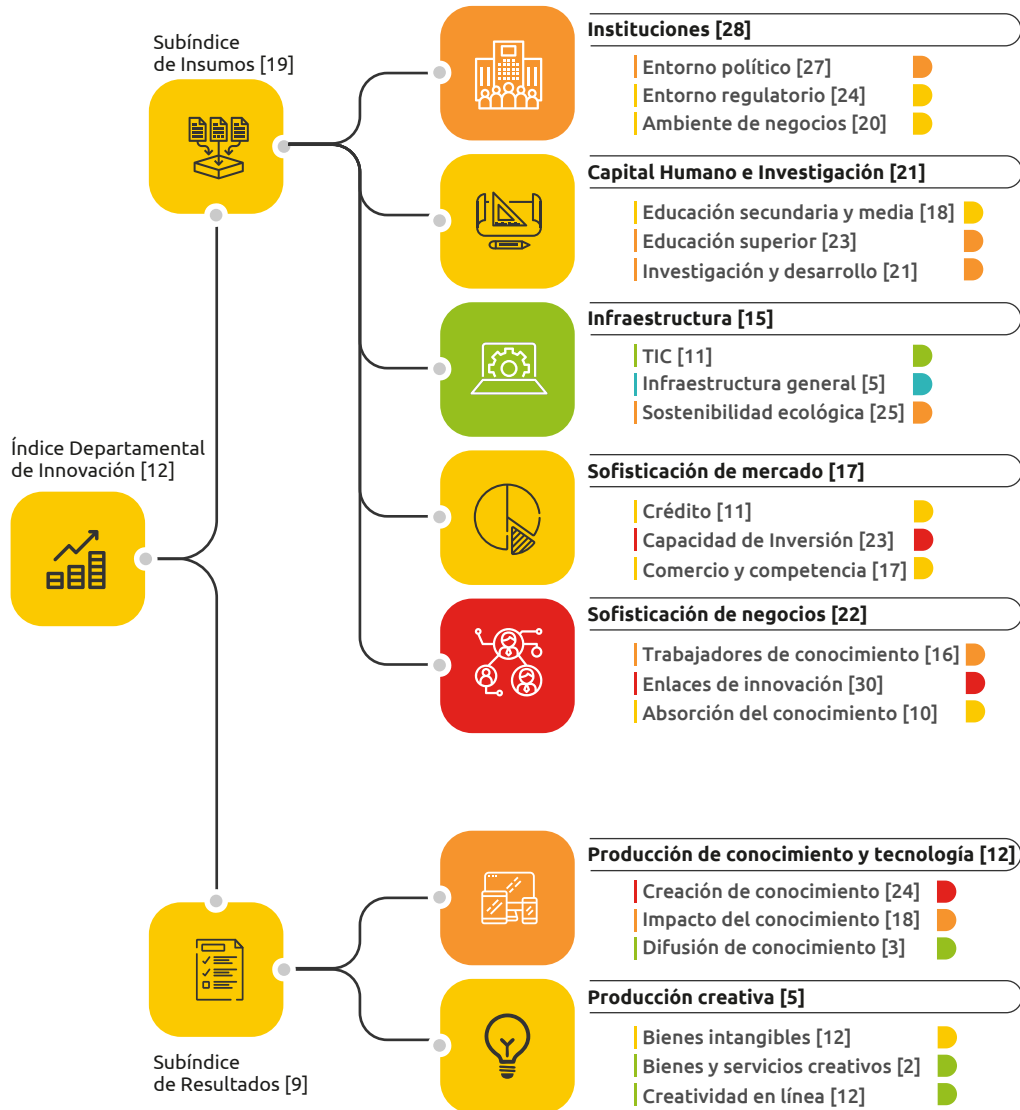 Índice Departamental
de Innovación [12]
Subíndice
de Insumos [19]
Instituciones [28]
Entorno político [27]
Entorno regulatorio [24]
Ambiente de negocios [20]
Capital Humano e Investigación [21]
Educación secundaria y media [18]
Educación superior [23]
Investigación y desarrollo [21]
Infraestructura [15]
TIC [11]
Infraestructura general [5]
Sostenibilidad ecológica [25]
Sofisticación de mercado [17]
Crédito [11]
Capacidad de Inversión [23]
Comercio y competencia [17]
Sofisticación de negocios [22]
Trabajadores de conocimiento [16]
Enlaces de innovación [30]
Absorción del conocimiento [10]
Subíndice
de Resultados [9]
Producción de conocimiento y tecnología [12]
Creación de conocimiento [24]
Impacto del conocimiento [18]
Difusión de conocimiento [3]
Producción creativa [5]
Bienes intangibles [12]
Bienes y servicios creativos [2]
Creatividad en línea [12]